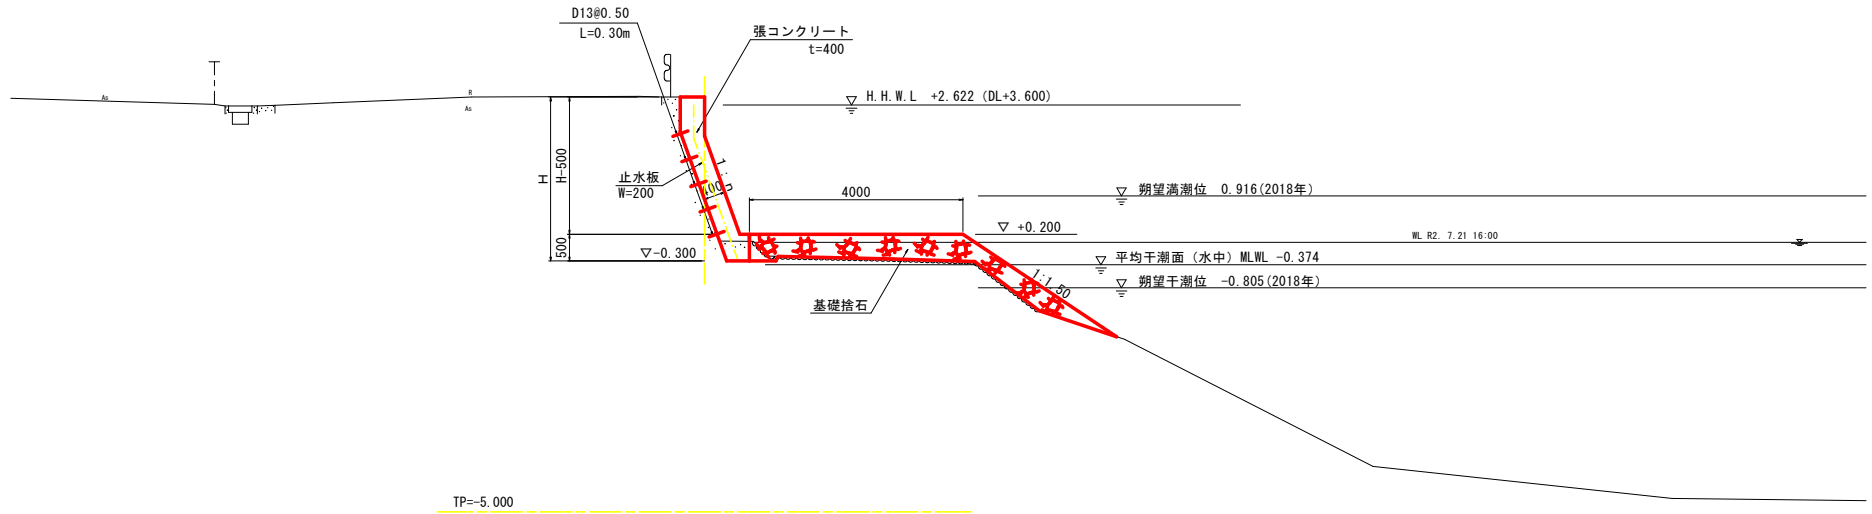 D13@0.50
L=0.30m
張コンクリート
t=400
As
R
As
H.H.W.L +2.622 (DL+3.600)
H
H-500
500
止水板
W=200
400
1:n
4000
朔望満潮位 0.916(2018年)
+0.200
WL R2. 7.21 16:00
-0.300
平均干潮面(水中) MLWL -0.374
朔望干潮位 -0.805(2018年)
1:1.50
基礎捨石
TP=-5.000